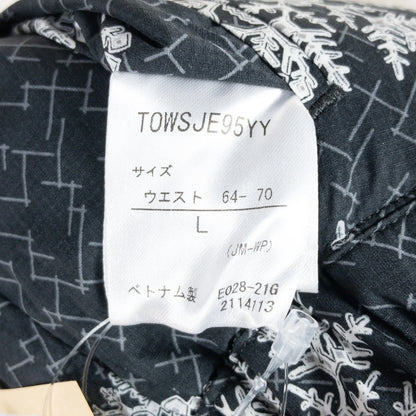 TOWSJE95YY
サイズ
ウエスト 64- 70
L
(JM-WP)
ベトナム製 E028-21G
2114113